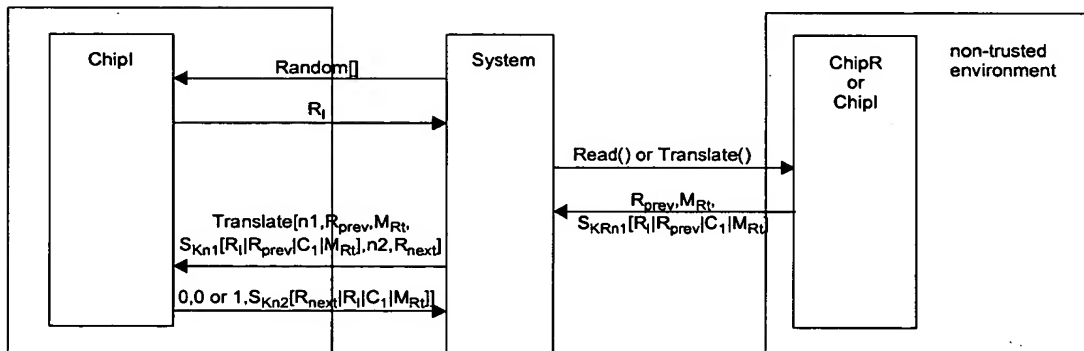 ChipI
System
ChipR
or
ChipI
non-trusted
environment
Random[]
R_I
Read() or Translate()
R_prev,M_Rt,
S_KRn1[R_I|R_prev|C_1|M_Rt]
Translate[n1,R_prev,M_Rt,
S_Kn1[R_I|R_prev|C_1|M_Rt],n2,R_next]
0,0 or 1,S_Kn2[R_next|R_I|C_1|M_Rt]]